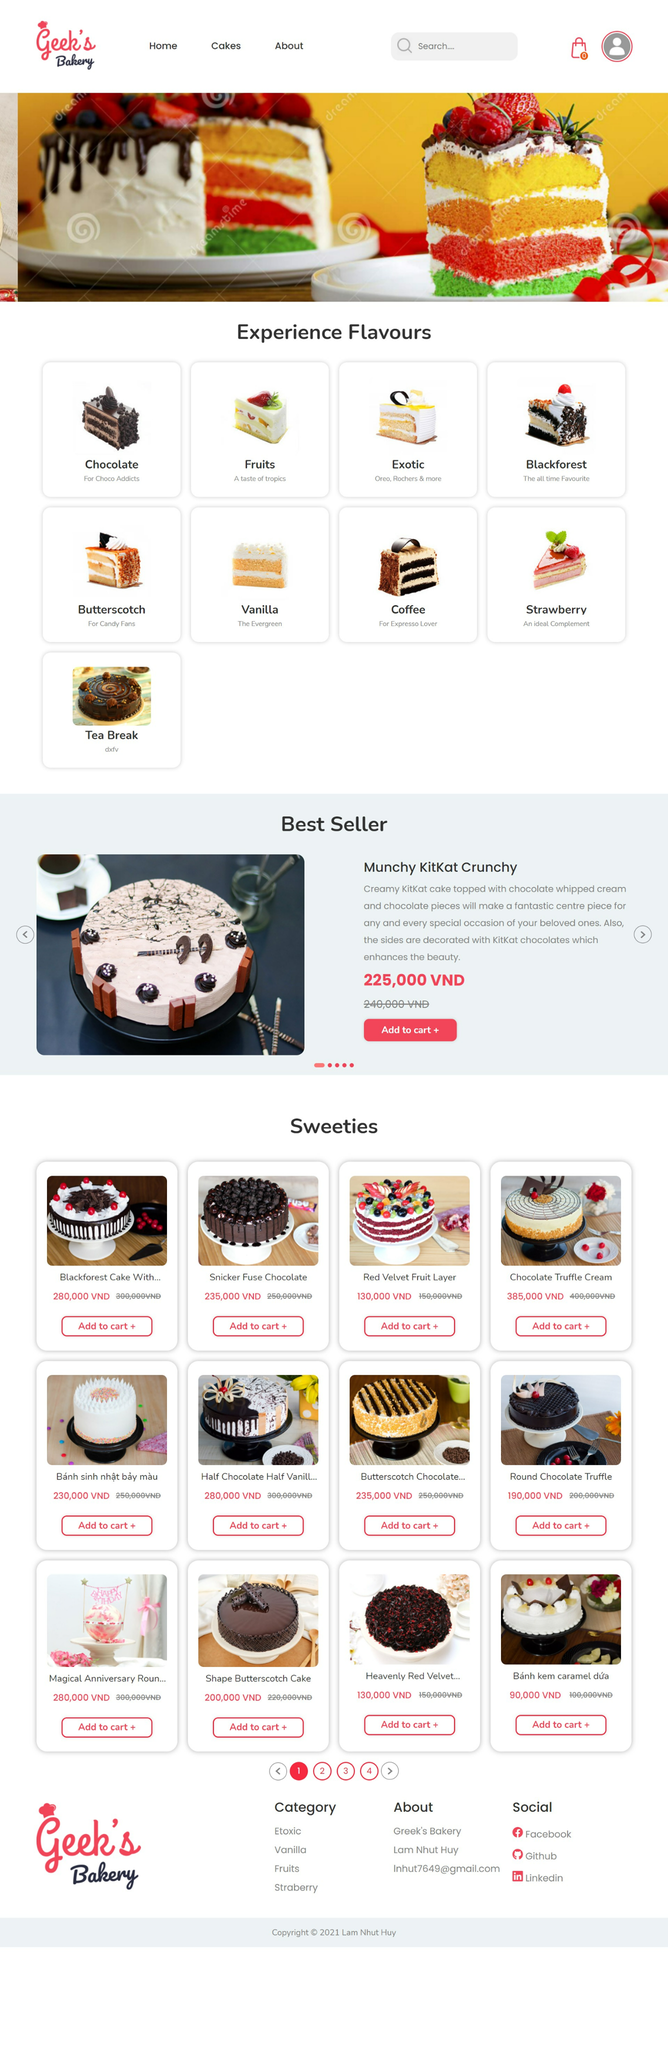 Geek's
Bakery
Home
Cakes
About
Search....
0
dreamstime
Experience Flavours
Chocolate
For Choco Addicts
Fruits
A taste of tropics
Exotic
Oreo, Rochers & more
Blackforest
The all time Favourite
Butterscotch
For Candy Fans
Vanilla
The Evergreen
Coffee
For Expresso Lover
Strawberry
An ideal Complement
Tea Break
dxfv
Best Seller
Munchy KitKat Crunchy
Creamy KitKat cake topped with chocolate whipped cream
and chocolate pieces will make a fantastic centre piece for
any and every special occasion of your beloved ones. Also,
the sides are decorated with KitKat chocolates which
enhances the beauty.
225,000 VND
240,000 VND
Add to cart +
Sweeties
Blackforest Cake With...
280,000 VND 300,000VND
Add to cart +
Snicker Fuse Chocolate
235,000 VND 250,000VND
Add to cart +
Red Velvet Fruit Layer
130,000 VND 150,000VND
Add to cart +
Chocolate Truffle Cream
385,000 VND 400,000VND
Add to cart +
Bánh sinh nhật bảy màu
230,000 VND 250,000VND
Add to cart +
Half Chocolate Half Vanill...
280,000 VND 300,000VND
Add to cart +
Butterscotch Chocolate...
235,000 VND 250,000VND
Add to cart +
Round Chocolate Truffle
190,000 VND 200,000VND
Add to cart +
Magical Anniversary Roun...
280,000 VND 300,000VND
Add to cart +
Shape Butterscotch Cake
200,000 VND 220,000VND
Add to cart +
Heavenly Red Velvet...
130,000 VND 150,000VND
Add to cart +
Bánh kem caramel dứa
90,000 VND 100,000VND
Add to cart +
1 2 3 4
Geek's
Bakery
Category
Etoxic
Vanilla
Fruits
Straberry
About
Greek's Bakery
Lam Nhut Huy
lnhut7649@gmail.com
Social
Facebook
Github
Linkedin
Copyright © 2021 Lam Nhut Huy